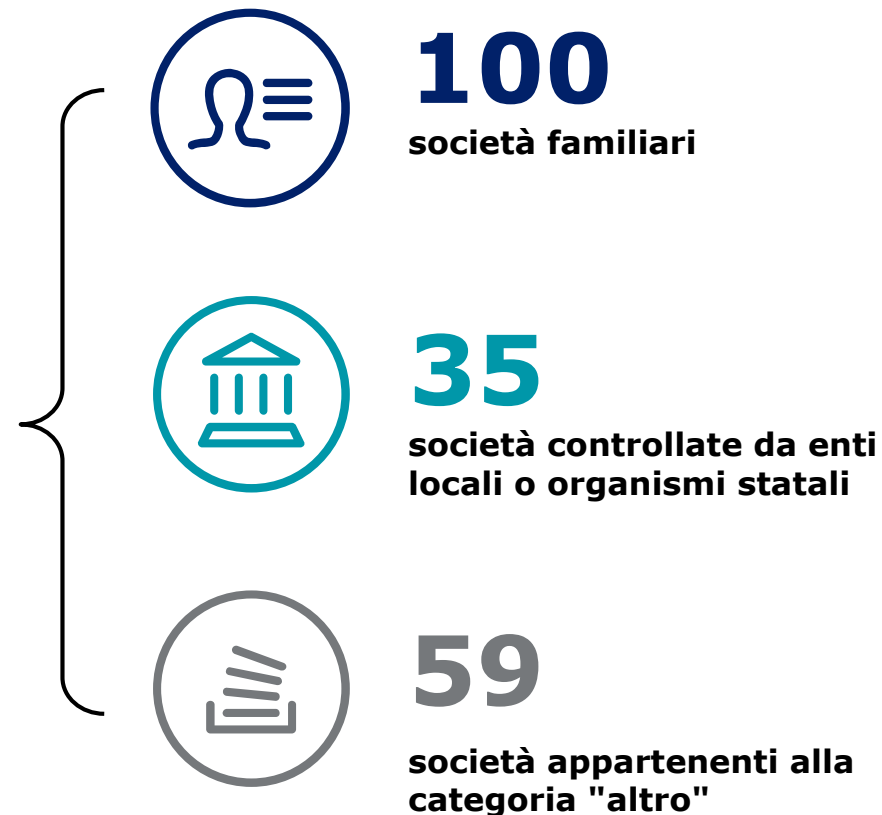 100
società familiari
35
società controllate da enti
locali o organismi statali
59
società appartenenti alla
categoria "altro"